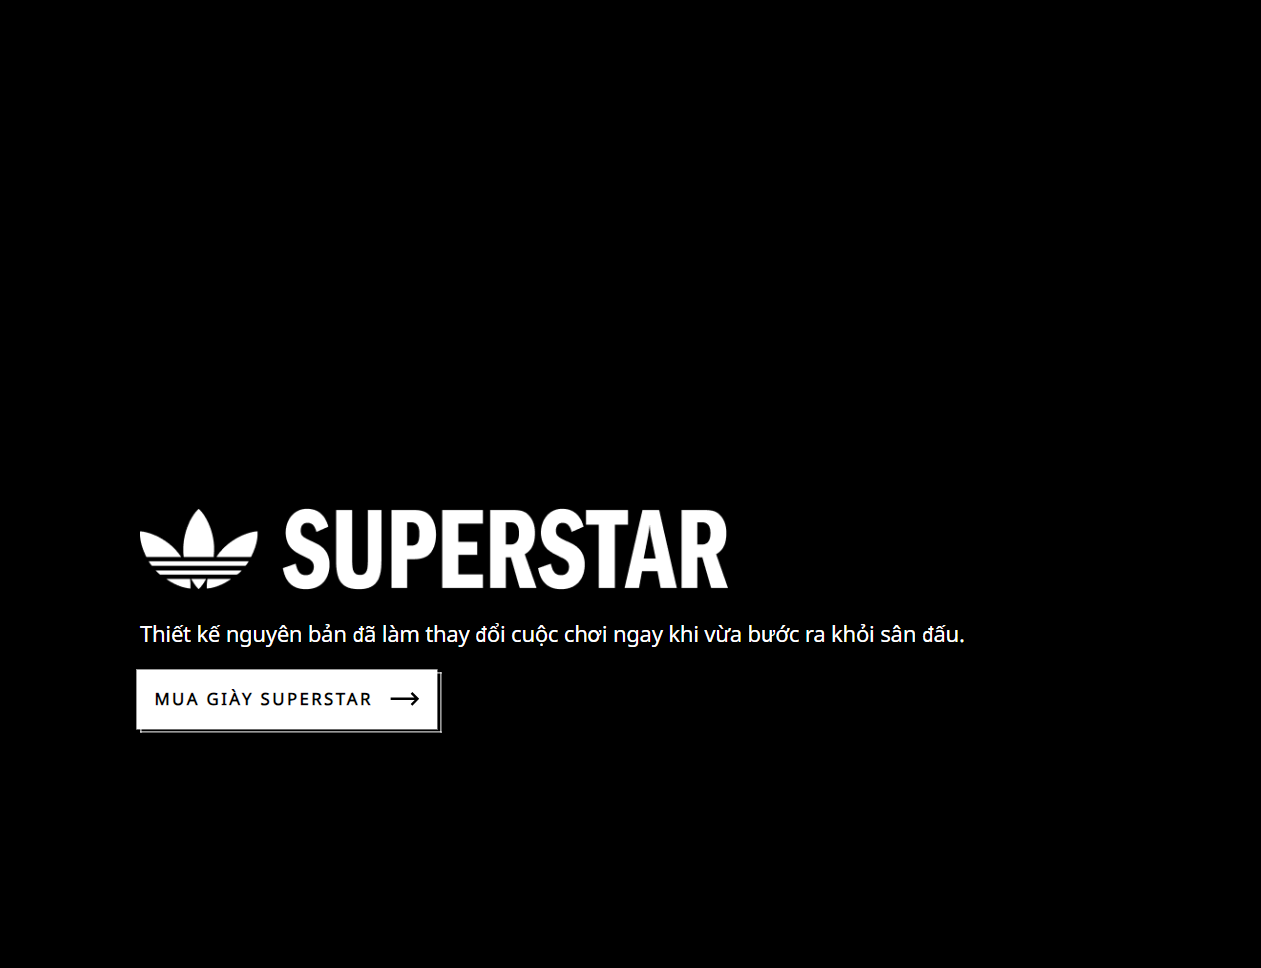 SUPERSTAR
Thiết kế nguyên bản đã làm thay đổi cuộc chơi ngay khi vừa bước ra khỏi sân đấu.
MUA GIÀY SUPERSTAR